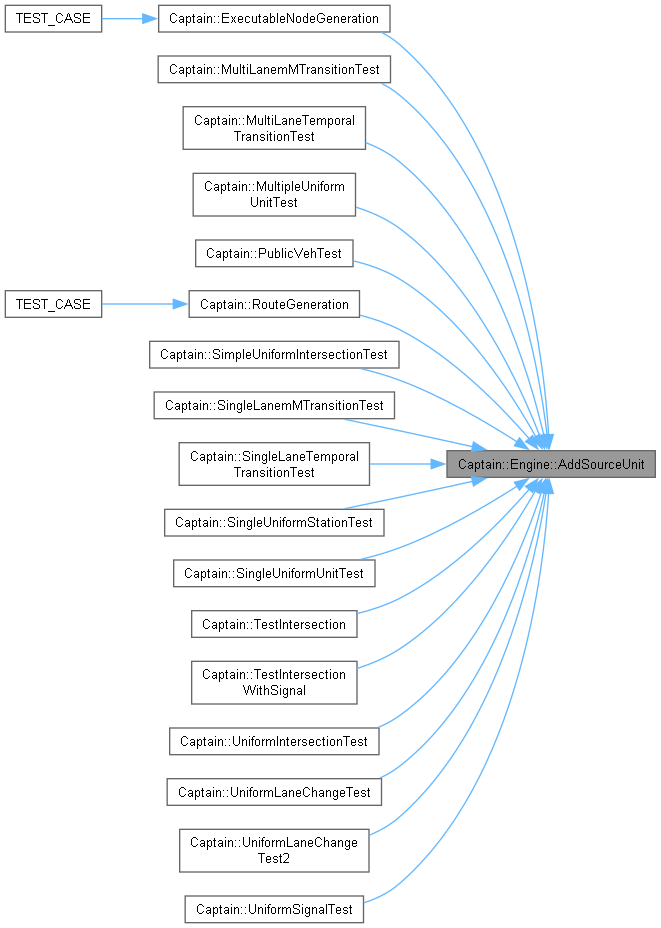 TEST_CASE
Captain::ExecutableNodeGeneration
Captain::MultiLanemMTransitionTest
Captain::MultiLaneTemporal
TransitionTest
Captain::MultipleUniform
UnitTest
Captain::PublicVehTest
TEST_CASE
Captain::RouteGeneration
Captain::SimpleUniformIntersectionTest
Captain::SingleLanemMTransitionTest
Captain::Engine::AddSourceUnit
Captain::SingleLaneTemporal
TransitionTest
Captain::SingleUniformStationTest
Captain::SingleUniformUnitTest
Captain::TestIntersection
Captain::TestIntersection
WithSignal
Captain::UniformIntersectionTest
Captain::UniformLaneChangeTest
Captain::UniformLaneChange
Test2
Captain::UniformSignalTest